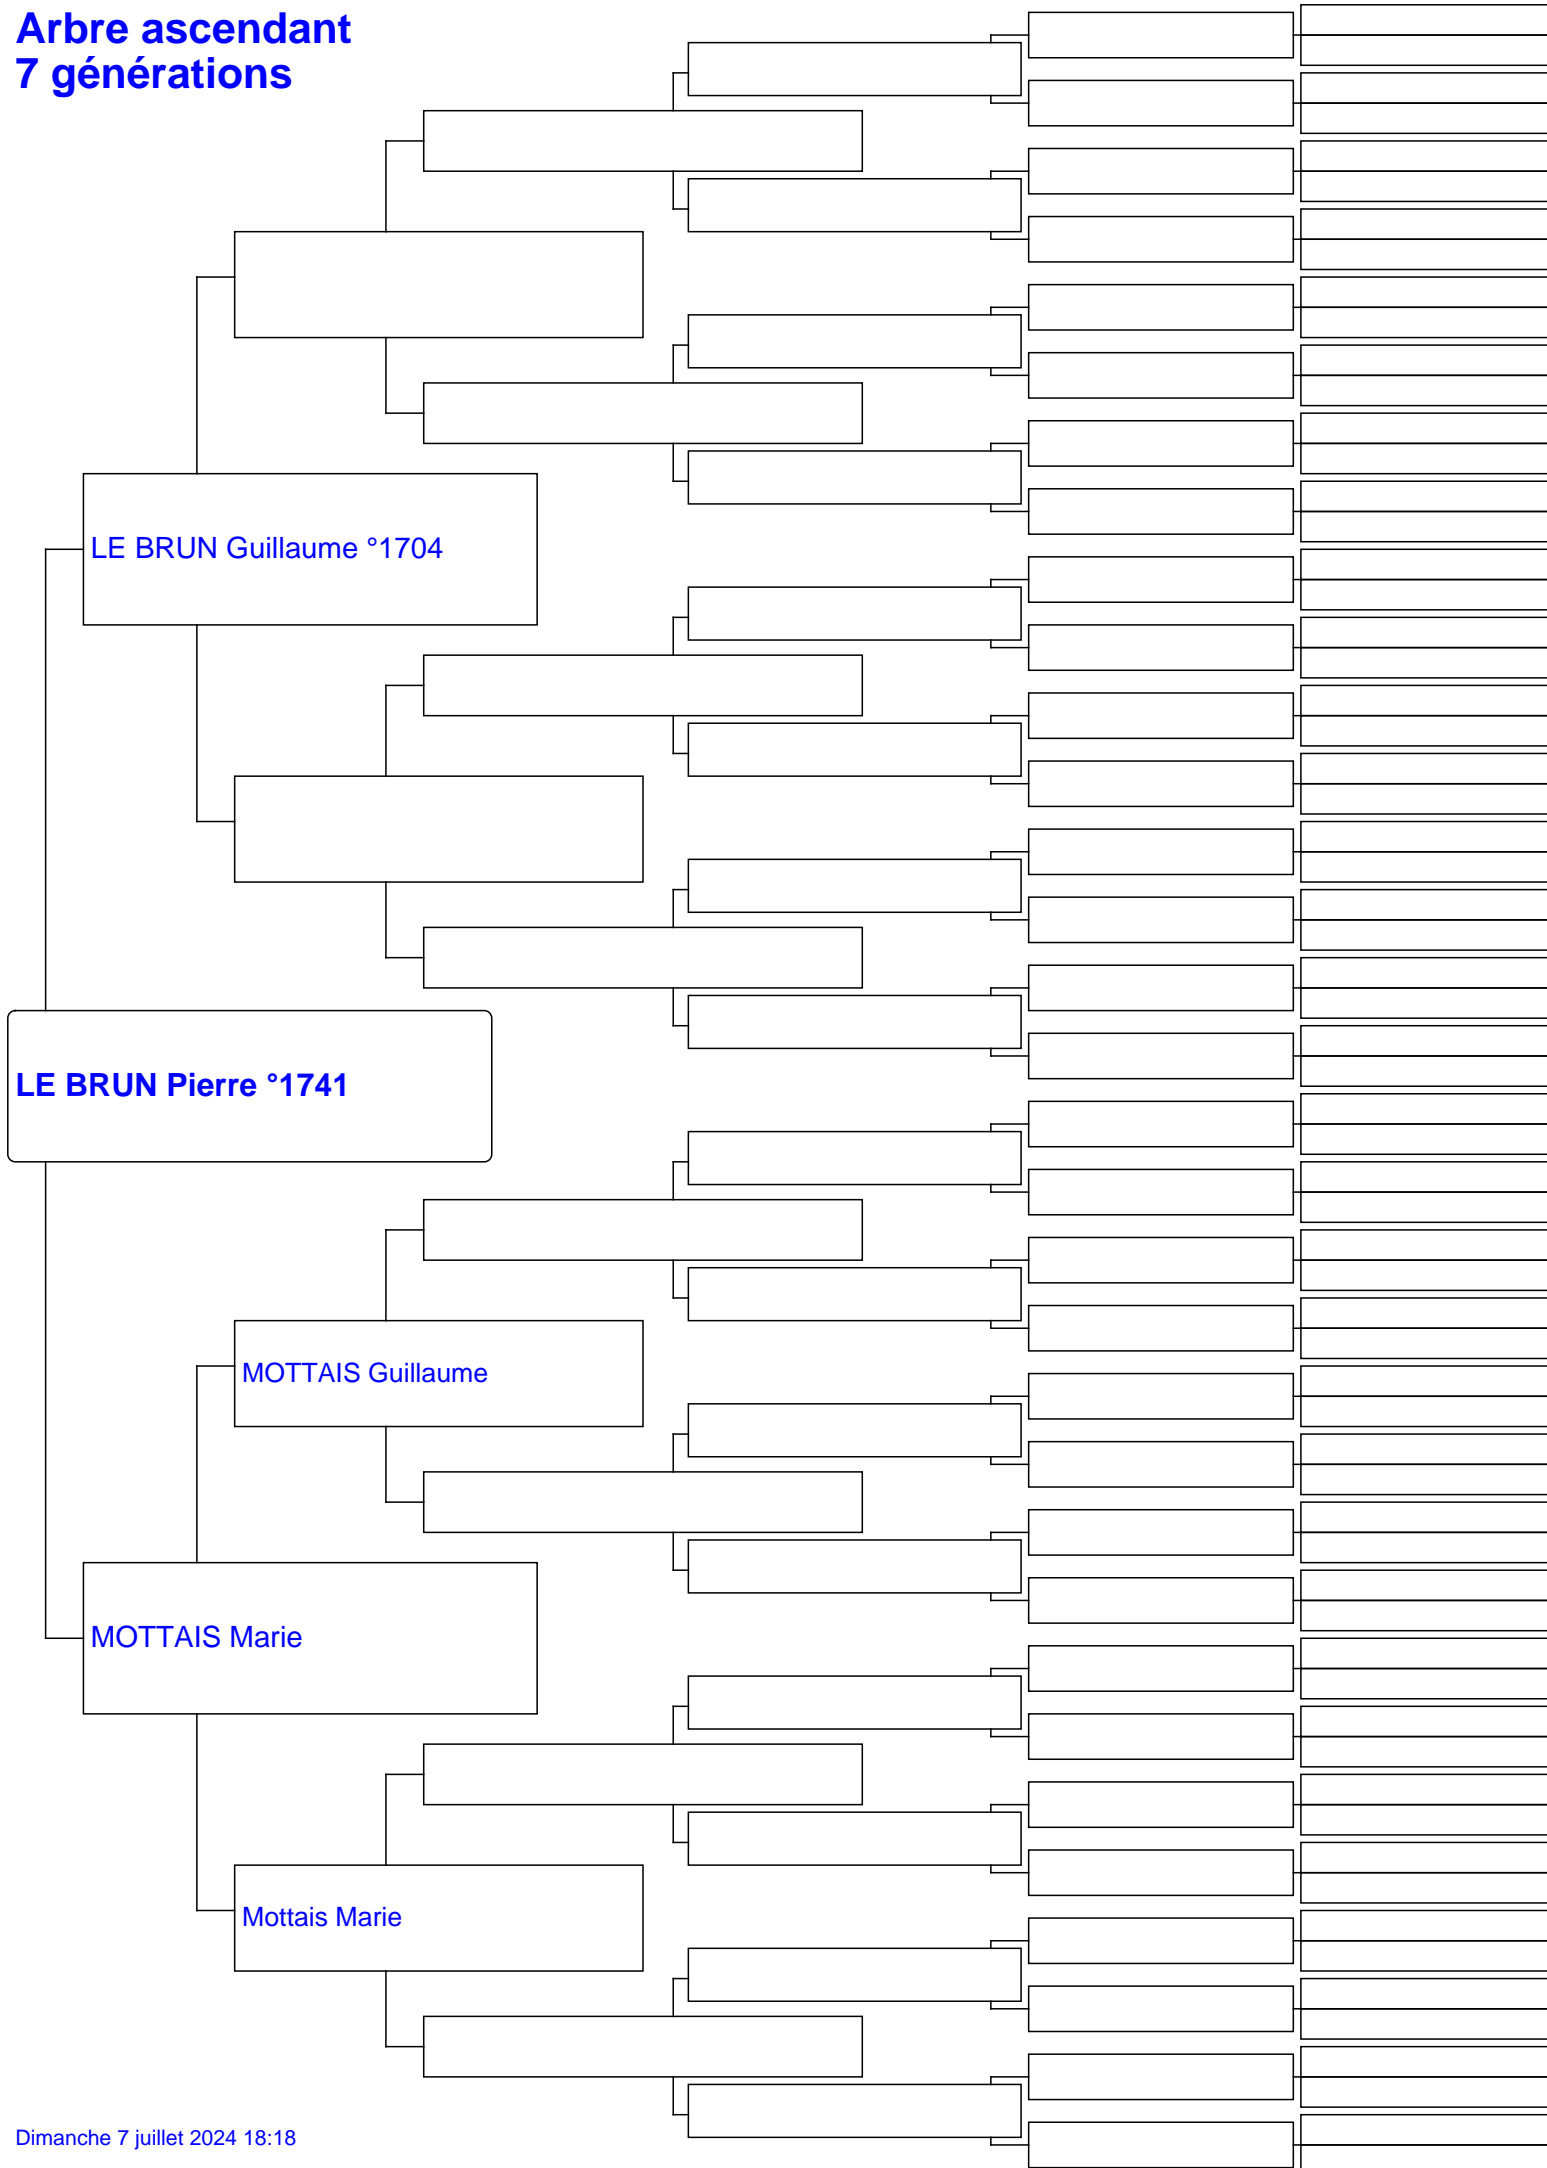 Arbre ascendant
7 générations
LE BRUN Guillaume °1704
LE BRUN Pierre °1741
MOTTAIS Guillaume
MOTTAIS Marie
Mottais Marie
Dimanche 7 juillet 2024 18:18